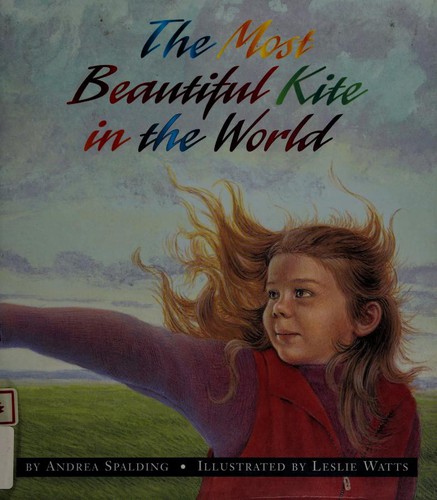 The Most
Beautiful Kite
in the World
BY ANDREA SPALDING • ILLUSTRATED BY LESLIE WATTS